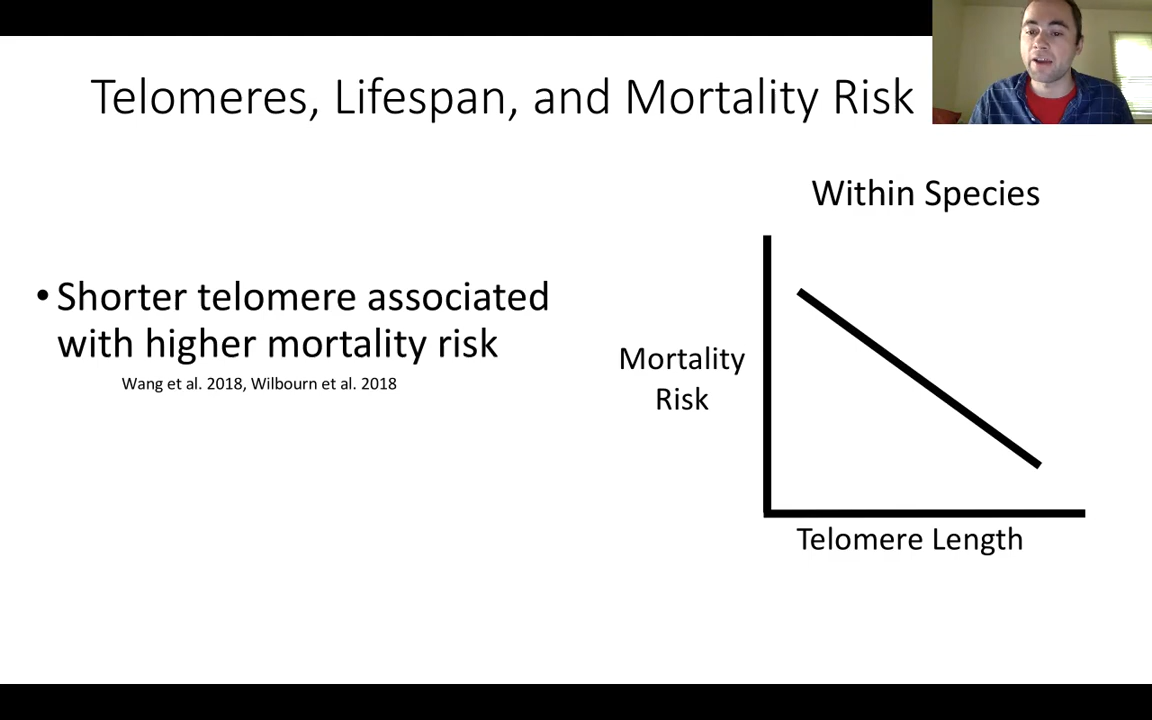 Telomeres, Lifespan, and Mortality Risk
• Shorter telomere associated
with higher mortality risk
Wang et al. 2018, Wilbourn et al. 2018
Within Species
Mortality
Risk
Telomere Length